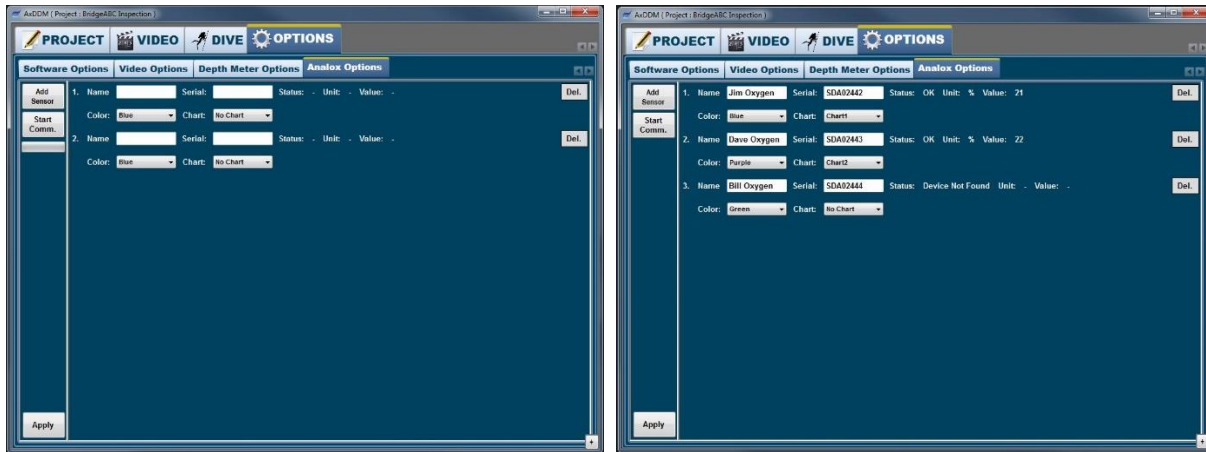 AxDDM ( Project : BridgeABC Inspection )
PROJECT VIDEO DIVE OPTIONS
Software Options Video Options Depth Meter Options Analox Options
Add Sensor
Start Comm.
1. Name Serial: Status: - Unit: - Value: - Del.
Color: Blue Chart: No Chart
2. Name Serial: Status: - Unit: - Value: - Del.
Color: Blue Chart: No Chart
Apply
+
AxDDM ( Project : BridgeABC Inspection )
PROJECT VIDEO DIVE OPTIONS
Software Options Video Options Depth Meter Options Analox Options
Add Sensor
Start Comm.
1. Name Jim Oxygen Serial: SDA02442 Status: OK Unit: % Value: 21 Del.
Color: Blue Chart: Chart1
2. Name Dave Oxygen Serial: SDA02443 Status: OK Unit: % Value: 22 Del.
Color: Purple Chart: Chart2
3. Name Bill Oxygen Serial: SDA02444 Status: Device Not Found Unit: - Value: - Del.
Color: Green Chart: No Chart
Apply
+